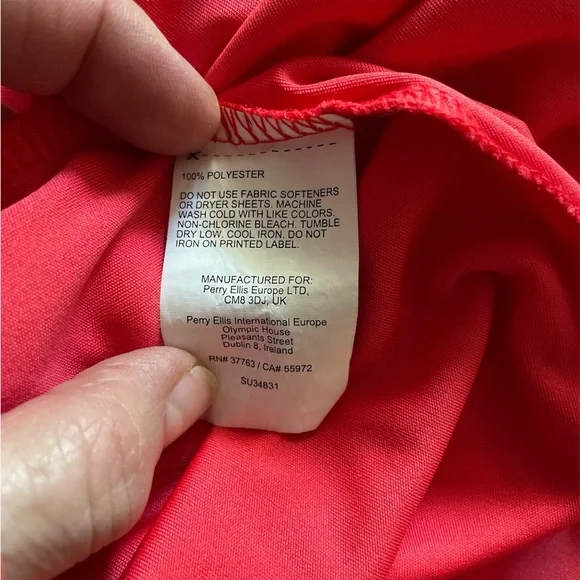 100% POLYESTER
DO NOT USE FABRIC SOFTENERS
OR DRYER SHEETS. MACHINE
WASH COLD WITH LIKE COLORS.
NON-CHLORINE BLEACH. TUMBLE
DRY LOW. COOL IRON. DO NOT
IRON ON PRINTED LABEL.
MANUFACTURED FOR:
Perry Ellis Europe LTD,
CM8 3DJ, UK
Perry Ellis International Europe
Olympic House
Pleasants Street
Dublin 8, Ireland
RN# 37763 / CA# 55972
SU34831